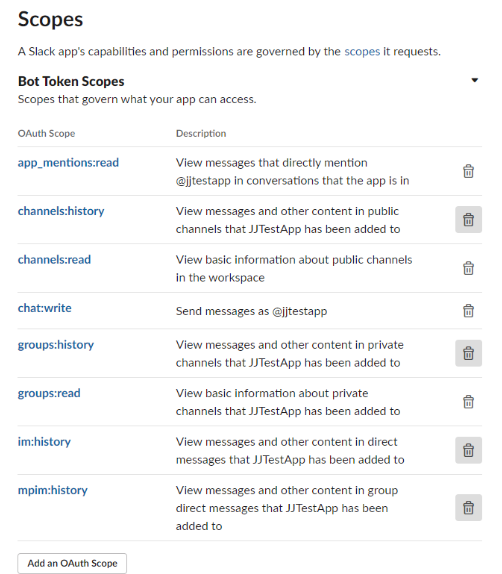 Scopes
A Slack app's capabilities and permissions are governed by the scopes it requests.
Bot Token Scopes
Scopes that govern what your app can access.
OAuth Scope Description
app_mentions:read View messages that directly mention
@jjtestapp in conversations that the app is in
channels:history View messages and other content in public
channels that JJTestApp has been added to
channels:read View basic information about public channels
in the workspace
chat:write Send messages as @jjtestapp
groups:history View messages and other content in private
channels that JJTestApp has been added to
groups:read View basic information about private
channels that JJTestApp has been added to
im:history View messages and other content in direct
messages that JJTestApp has been added to
mpim:history View messages and other content in group
direct messages that JJTestApp has been
added to
Add an OAuth Scope